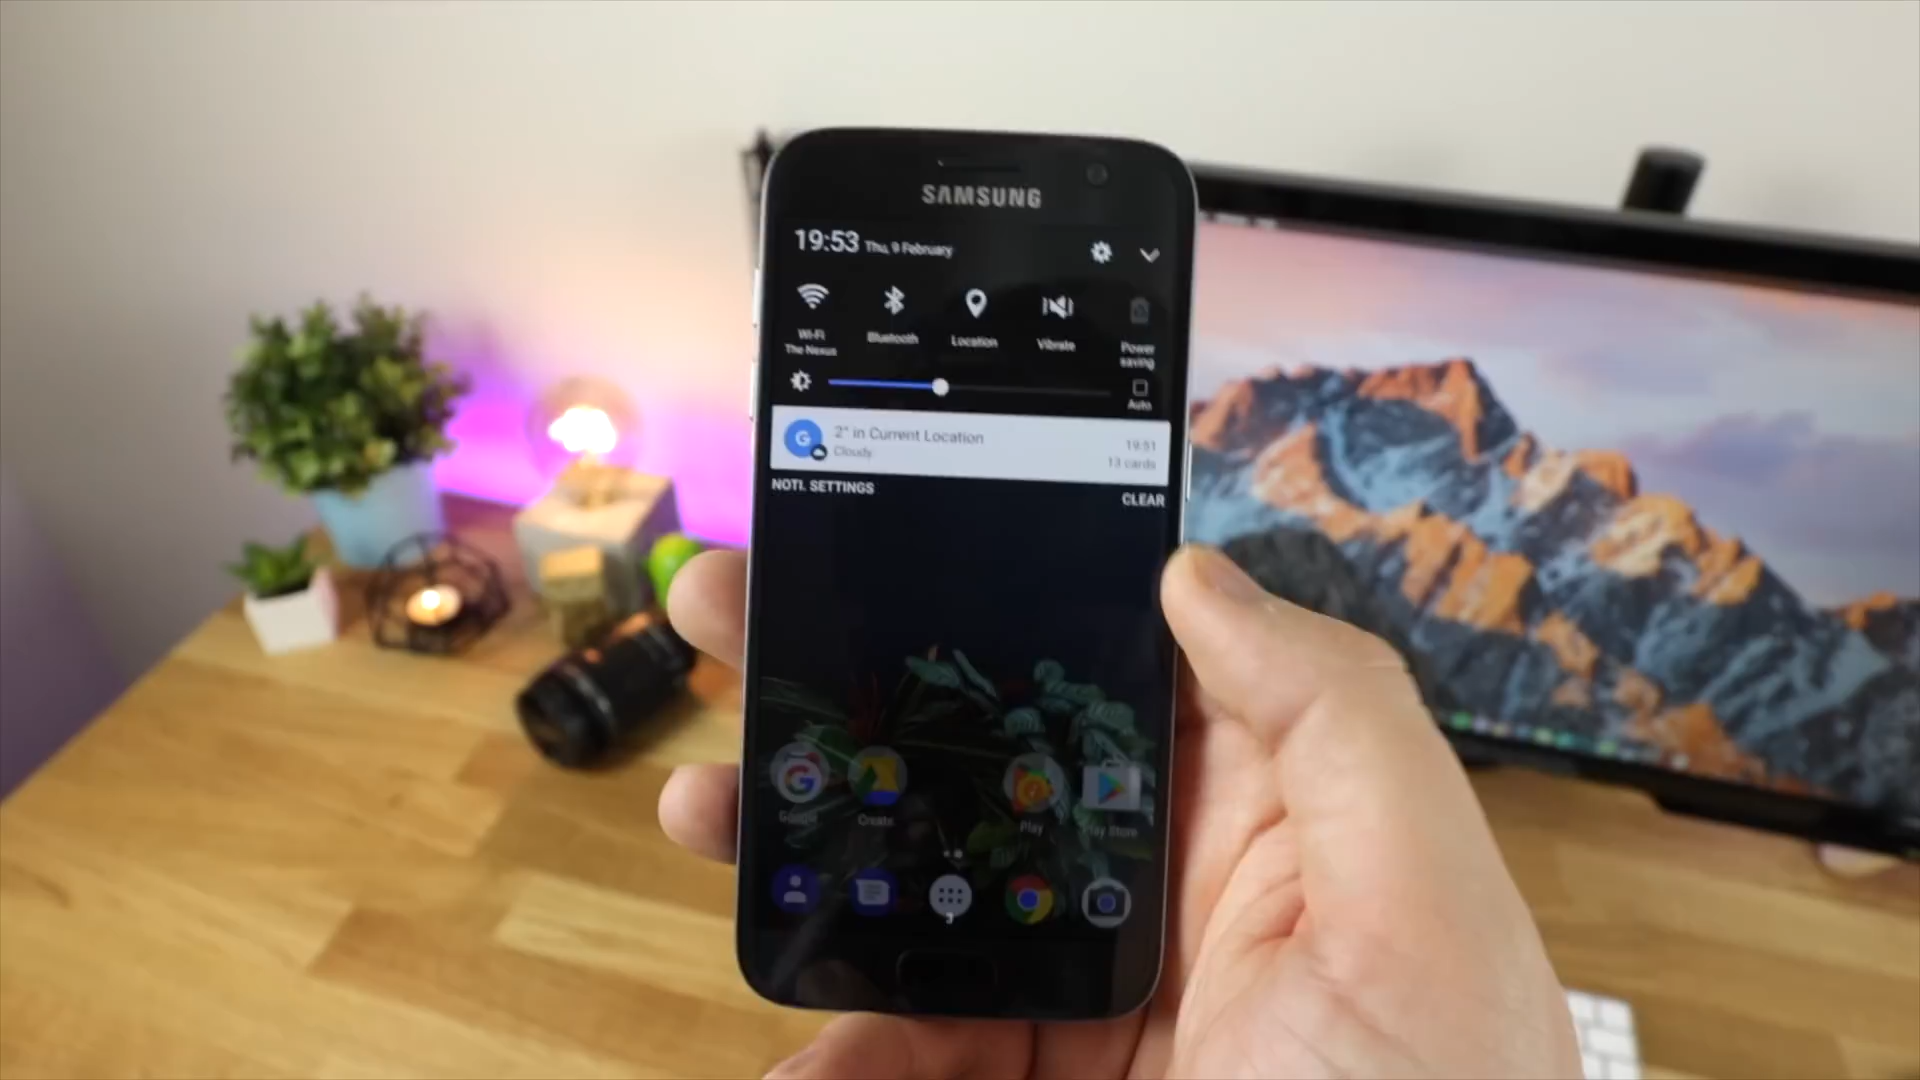 SAMSUNG
19:53 Thu, 9 February
Wi-Fi
The Nexus
Bluetooth
Location
Vibrate
Power
saving
Auto
2° in Current Location
Cloudy
19:51
13 cards
NOTI. SETTINGS
CLEAR
Google
Create
Play
Play Store